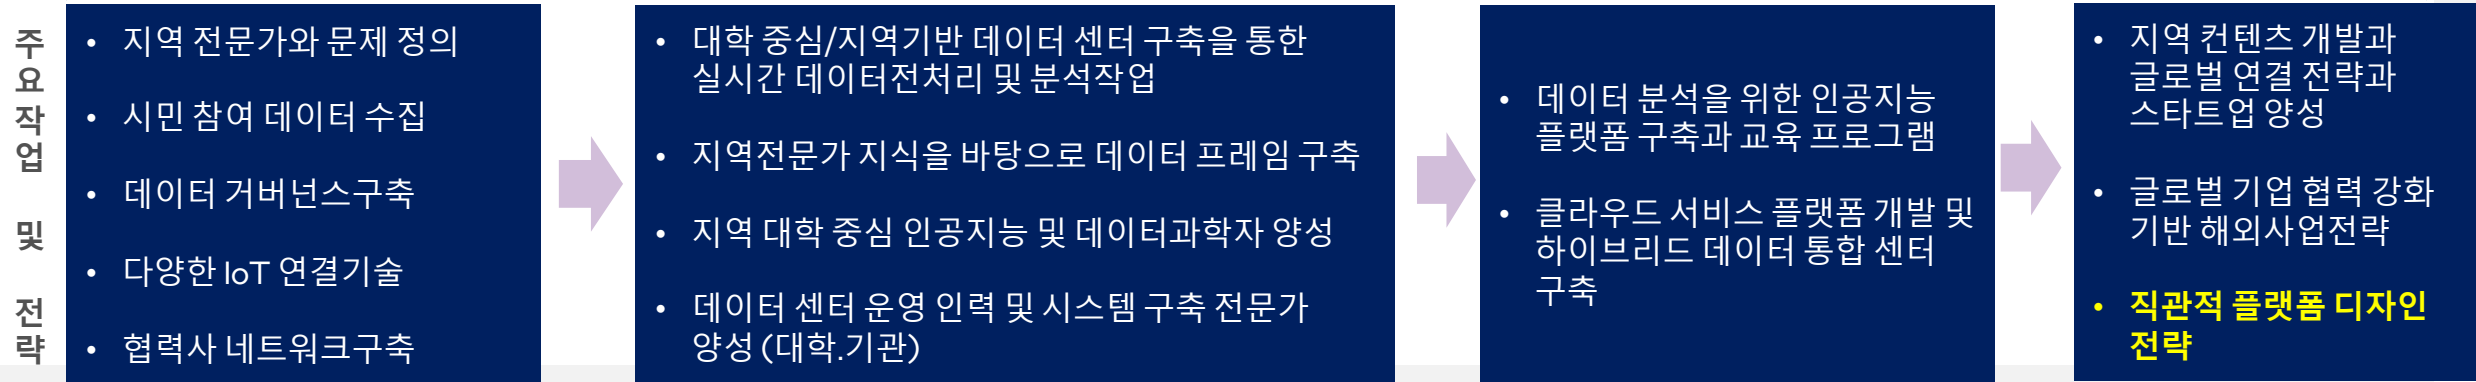 주요작업 및 전략
• 지역 전문가와 문제 정의
• 시민 참여 데이터 수집
• 데이터 거버넌스구축
• 다양한 IoT 연결기술
• 협력사 네트워크구축
• 대학 중심/지역기반 데이터 센터 구축을 통한
실시간 데이터전처리 및 분석작업
• 지역전문가 지식을 바탕으로 데이터 프레임 구축
• 지역 대학 중심 인공지능 및 데이터과학자 양성
• 데이터 센터 운영 인력 및 시스템 구축 전문가
양성 (대학.기관)
• 데이터 분석을 위한 인공지능
플랫폼 구축과 교육 프로그램
• 클라우드 서비스 플랫폼 개발 및
하이브리드 데이터 통합 센터
구축
• 지역 컨텐츠 개발과
글로벌 연결 전략과
스타트업 양성
• 글로벌 기업 협력 강화
기반 해외사업전략
• 직관적 플랫폼 디자인
전략